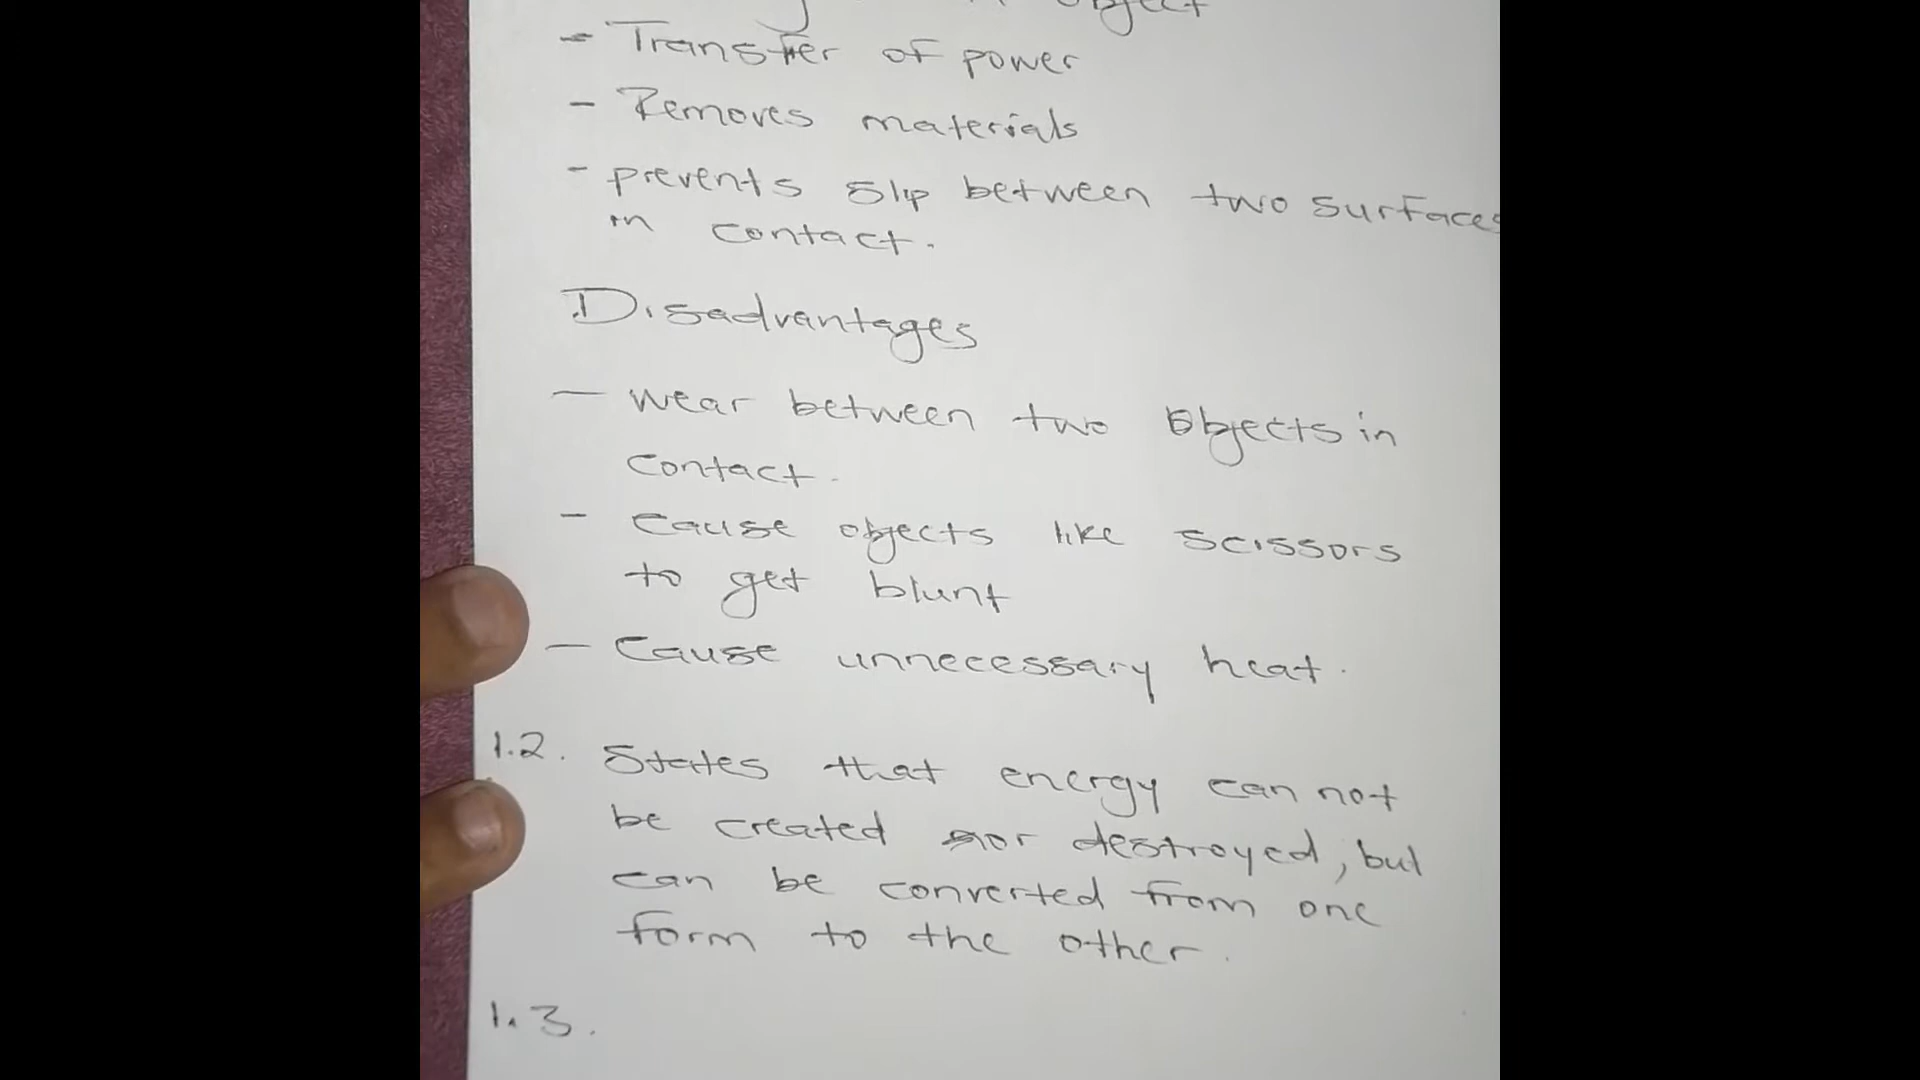 object
- Transfer of power
- Removes materials
- prevents slip between two surfaces
in contact.
Disadvantages
- wear between two Objects in
contact.
- cause objects like scissors
to get blunt
- Cause unnecessary heat.
1.2. States that energy can not
be created nor destroyed, but
can be converted from one
form to the other.
1.3.